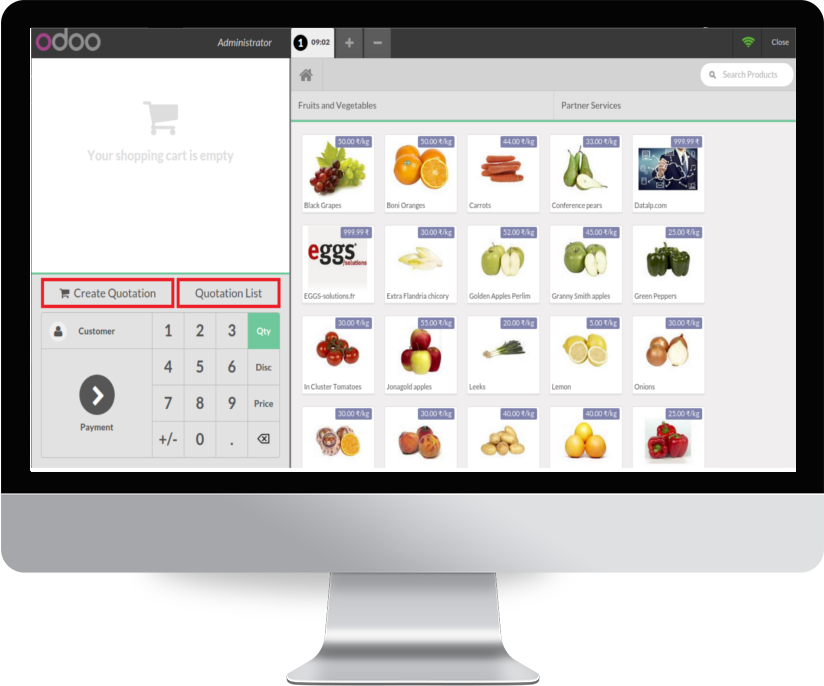 odoo
Administrator
1 09:02
+
−
Close
Search Products
Your shopping cart is empty
Fruits and Vegetables
Partner Services
50.00 ₹/kg
Black Grapes
50.00 ₹/kg
Boni Oranges
44.00 ₹/kg
Carrots
33.00 ₹/kg
Conference pears
999.99 ₹
Datalp.com
999.99 ₹
eggs
/solutions
EGGS-solutions.fr
30.00 ₹/kg
Extra Flandria chicory
52.00 ₹/kg
Golden Apples Perlim
45.00 ₹/kg
Granny Smith apples
25.00 ₹/kg
Green Peppers
30.00 ₹/kg
In Cluster Tomatoes
55.00 ₹/kg
Jonagold apples
20.00 ₹/kg
Leeks
5.00 ₹/kg
Lemon
30.00 ₹/kg
Onions
30.00 ₹/kg
30.00 ₹/kg
40.00 ₹/kg
40.00 ₹/kg
25.00 ₹/kg
Create Quotation
Quotation List
Customer
Payment
1 2 3 Qty
4 5 6 Disc
7 8 9 Price
+/- 0 .